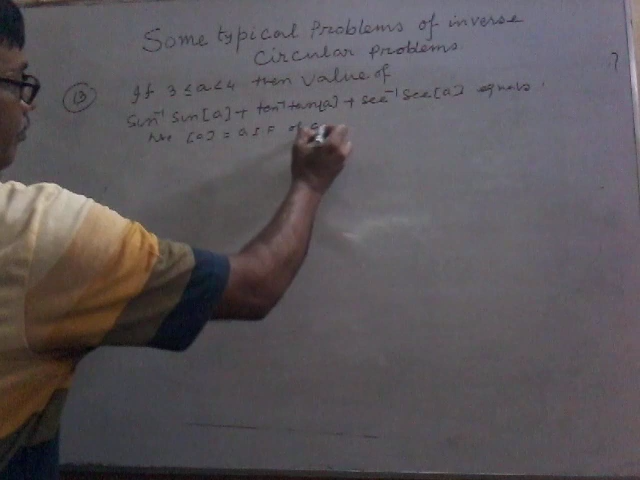 Some typical Problems of inverse
Circular Problems
(13) If 3 ≤ a < 4 then value of
Sin⁻¹ Sin[a] + tan⁻¹ tan[a] + sec⁻¹ Sec[a] equals.
[a] = G I F of a